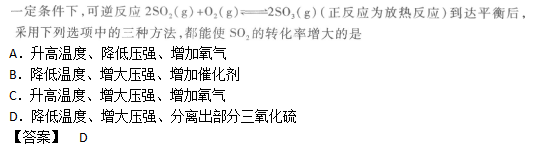 一定条件下,可逆反应 2SO₂(g)+O₂(g)⇌2SO₃(g)(正反应为放热反应)到达平衡后,
采用下列选项中的三种方法,都能使 SO₂的转化率增大的是
A．升高温度、降低压强、增加氧气
B．降低温度、增大压强、增加催化剂
C．升高温度、增大压强、增加氧气
D．降低温度、增大压强、分离出部分三氧化硫
【答案】 D